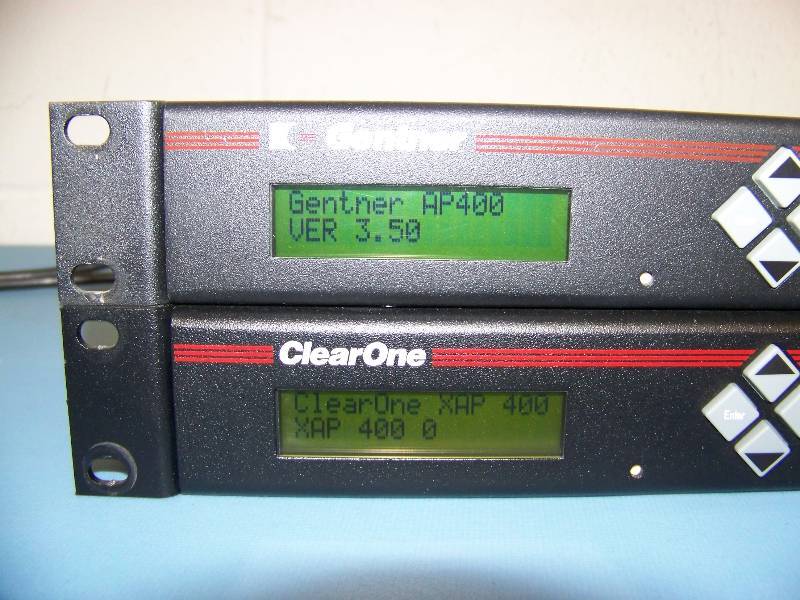 Gentner
Gentner AP400
VER 3.50
ClearOne
ClearOne XAP 400
XAP 400 0
Enter